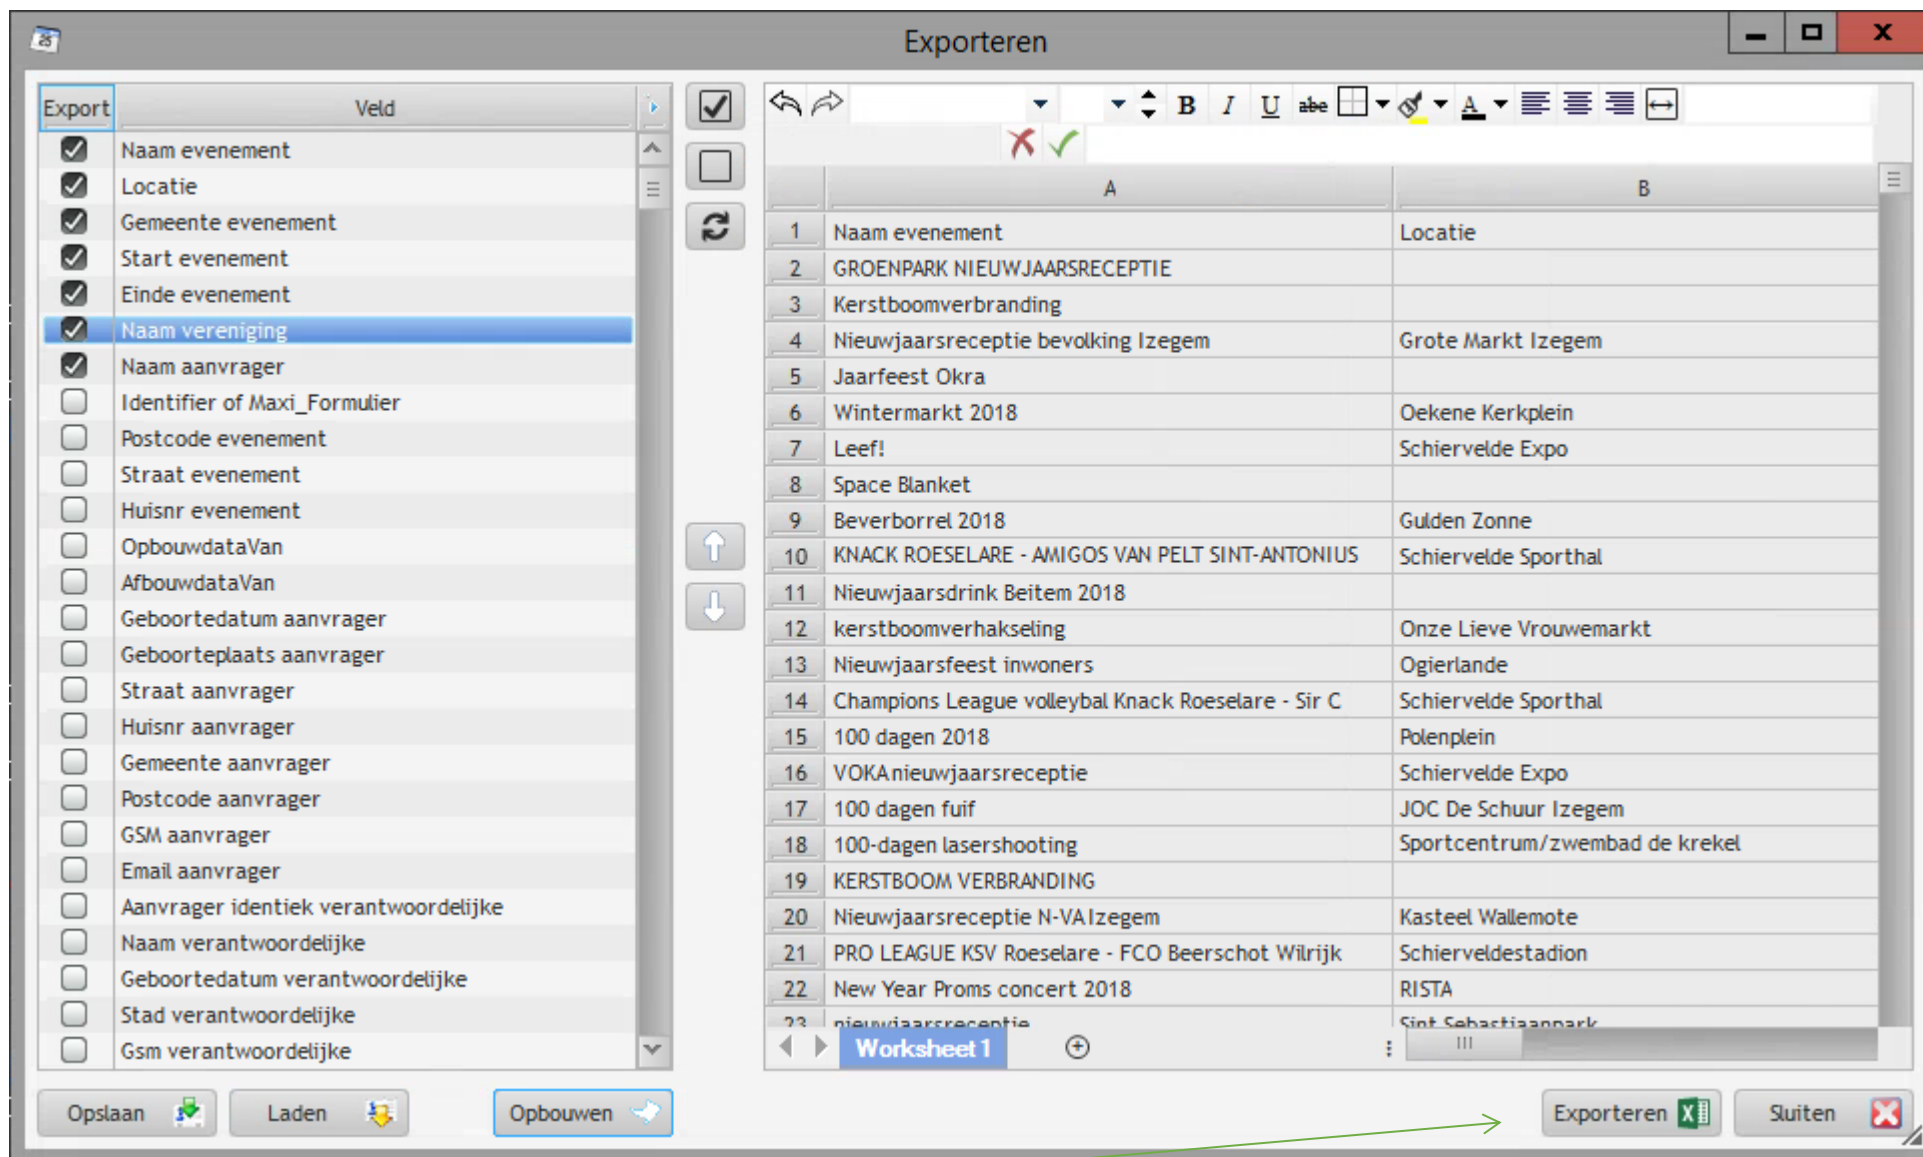 Exporteren
Export Veld
Naam evenement
Locatie
Gemeente evenement
Start evenement
Einde evenement
Naam vereniging
Naam aanvrager
Identifier of Maxi_Formulier
Postcode evenement
Straat evenement
Huisnr evenement
OpbouwdataVan
AfbouwdataVan
Geboortedatum aanvrager
Geboorteplaats aanvrager
Straat aanvrager
Huisnr aanvrager
Gemeente aanvrager
Postcode aanvrager
GSM aanvrager
Email aanvrager
Aanvrager identiek verantwoordelijke
Naam verantwoordelijke
Geboortedatum verantwoordelijke
Stad verantwoordelijke
Gsm verantwoordelijke
Opslaan Laden Opbouwen
B I U abe A
A B
1 Naam evenement Locatie
2 GROENPARK NIEUWJAARSRECEPTIE
3 Kerstboomverbranding
4 Nieuwjaarsreceptie bevolking Izegem Grote Markt Izegem
5 Jaarfeest Okra
6 Wintermarkt 2018 Oekene Kerkplein
7 Leef! Schiervelde Expo
8 Space Blanket
9 Beverborrel 2018 Gulden Zonne
10 KNACK ROESELARE - AMIGOS VAN PELT SINT-ANTONIUS Schiervelde Sporthal
11 Nieuwjaarsdrink Beitem 2018
12 kerstboomverhakseling Onze Lieve Vrouwemarkt
13 Nieuwjaarsfeest inwoners Ogierlande
14 Champions League volleybal Knack Roeselare - Sir C Schiervelde Sporthal
15 100 dagen 2018 Polenplein
16 VOKA nieuwjaarsreceptie Schiervelde Expo
17 100 dagen fuif JOC De Schuur Izegem
18 100-dagen lasershooting Sportcentrum/zwembad de krekel
19 KERSTBOOM VERBRANDING
20 Nieuwjaarsreceptie N-VA Izegem Kasteel Wallemote
21 PRO LEAGUE KSV Roeselare - FCO Beerschot Wilrijk Schierveldestadion
22 New Year Proms concert 2018 RISTA
23 nieuwjaarsreceptie Sint Sebastiaanpark
Worksheet1
Exporteren Sluiten